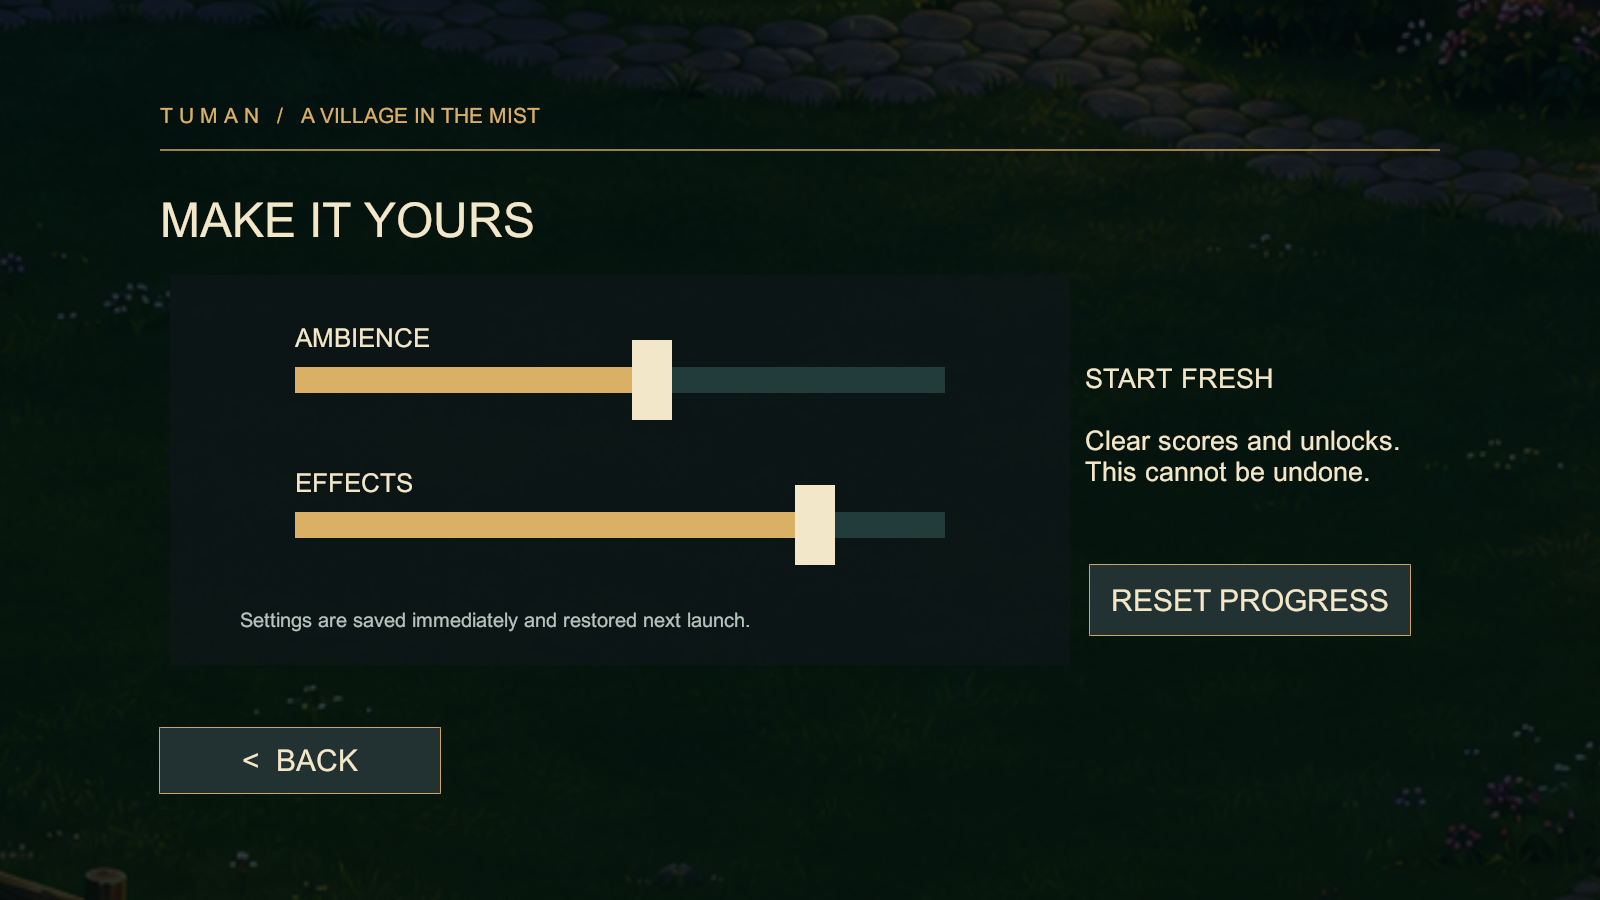 T U M A N / A VILLAGE IN THE MIST
MAKE IT YOURS
AMBIENCE
EFFECTS
Settings are saved immediately and restored next launch.
START FRESH
Clear scores and unlocks.
This cannot be undone.
RESET PROGRESS
< BACK